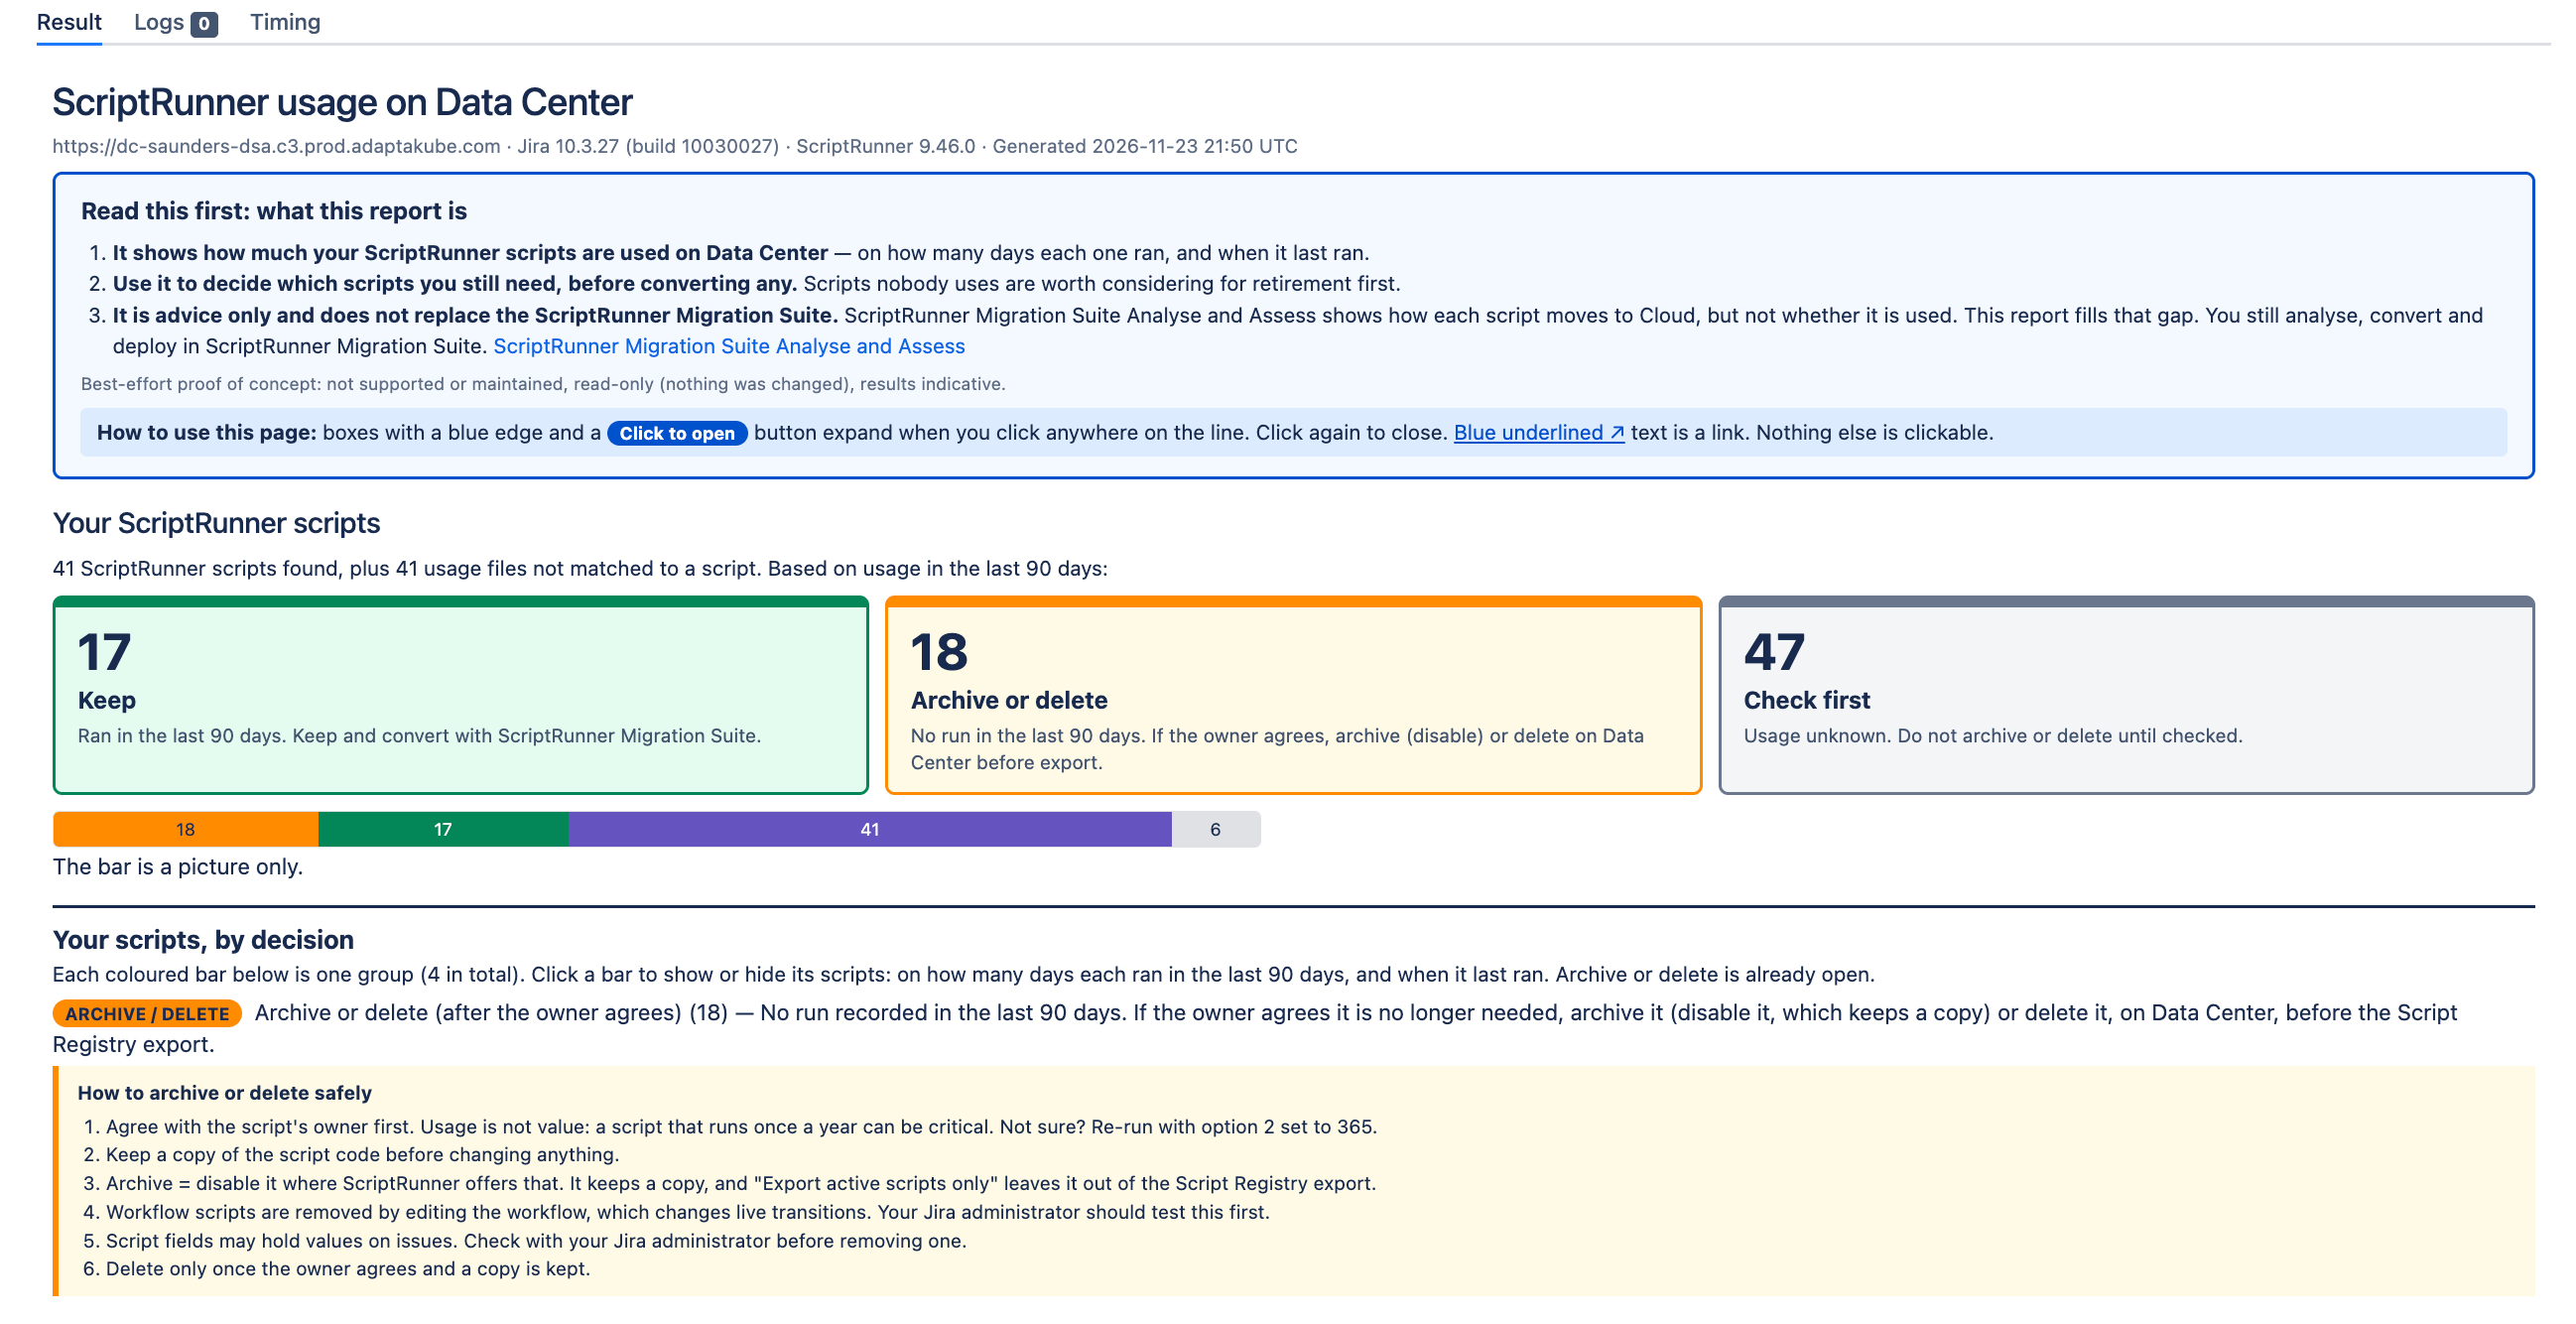 Result
Logs 0
Timing
ScriptRunner usage on Data Center
https://dc-saunders-dsa.c3.prod.adaptakube.com · Jira 10.3.27 (build 10030027) · ScriptRunner 9.46.0 · Generated 2026-11-23 21:50 UTC
Read this first: what this report is
1. It shows how much your ScriptRunner scripts are used on Data Center — on how many days each one ran, and when it last ran.
2. Use it to decide which scripts you still need, before converting any. Scripts nobody uses are worth considering for retirement first.
3. It is advice only and does not replace the ScriptRunner Migration Suite. ScriptRunner Migration Suite Analyse and Assess shows how each script moves to Cloud, but not whether it is used. This report fills that gap. You still analyse, convert and
deploy in ScriptRunner Migration Suite. ScriptRunner Migration Suite Analyse and Assess
Best-effort proof of concept: not supported or maintained, read-only (nothing was changed), results indicative.
How to use this page: boxes with a blue edge and a Click to open button expand when you click anywhere on the line. Click again to close. Blue underlined ↗ text is a link. Nothing else is clickable.
Your ScriptRunner scripts
41 ScriptRunner scripts found, plus 41 usage files not matched to a script. Based on usage in the last 90 days:
17
Keep
Ran in the last 90 days. Keep and convert with ScriptRunner Migration Suite.
18
Archive or delete
No run in the last 90 days. If the owner agrees, archive (disable) or delete on Data
Center before export.
47
Check first
Usage unknown. Do not archive or delete until checked.
18 17 41 6
The bar is a picture only.
Your scripts, by decision
Each coloured bar below is one group (4 in total). Click a bar to show or hide its scripts: on how many days each ran in the last 90 days, and when it last ran. Archive or delete is already open.
ARCHIVE / DELETE Archive or delete (after the owner agrees) (18) — No run recorded in the last 90 days. If the owner agrees it is no longer needed, archive it (disable it, which keeps a copy) or delete it, on Data Center, before the Script
Registry export.
How to archive or delete safely
1. Agree with the script's owner first. Usage is not value: a script that runs once a year can be critical. Not sure? Re-run with option 2 set to 365.
2. Keep a copy of the script code before changing anything.
3. Archive = disable it where ScriptRunner offers that. It keeps a copy, and "Export active scripts only" leaves it out of the Script Registry export.
4. Workflow scripts are removed by editing the workflow, which changes live transitions. Your Jira administrator should test this first.
5. Script fields may hold values on issues. Check with your Jira administrator before removing one.
6. Delete only once the owner agrees and a copy is kept.